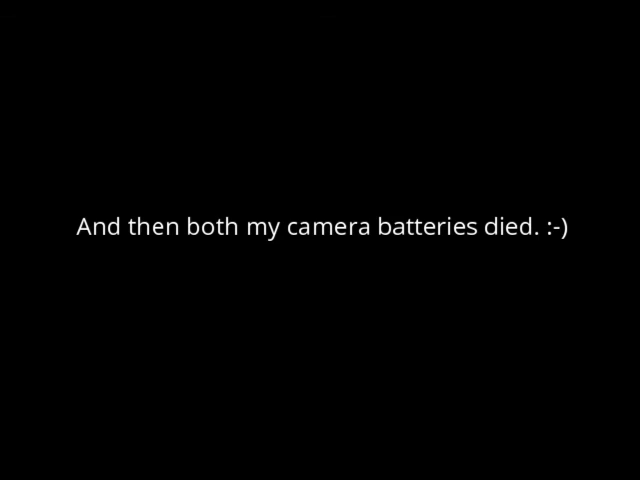 And then both my camera batteries died. :-)